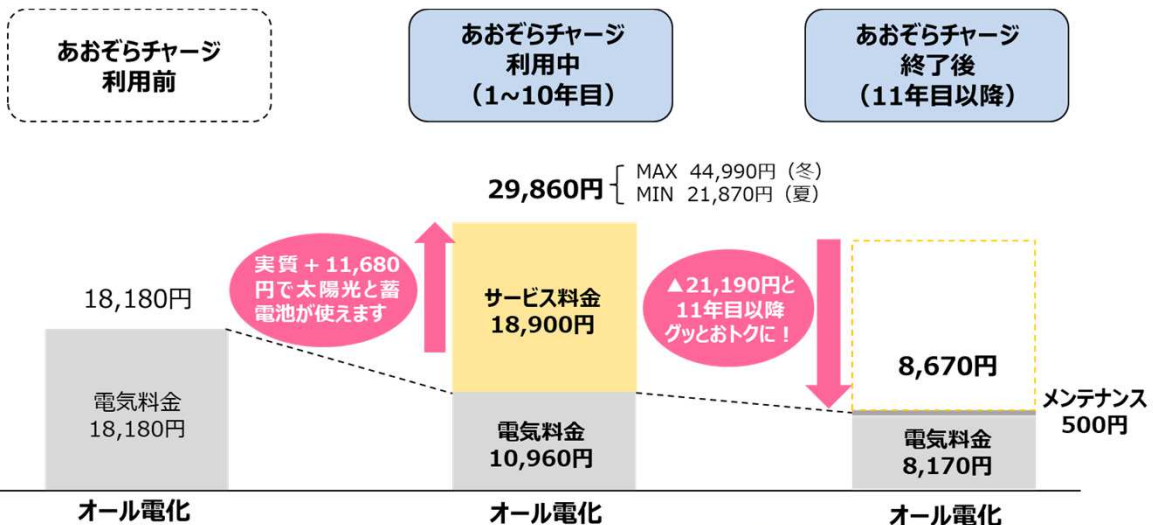 あおぞらチャージ
利用前
あおぞらチャージ
利用中
（1~10年目）
あおぞらチャージ
終了後
（11年目以降）
29,860円
MAX 44,990円（冬）
MIN 21,870円（夏）
18,180円
実質＋11,680
円で太陽光と蓄
電池が使えます
サービス料金
18,900円
▲21,190円と
11年目以降
グッとおトクに！
8,670円
メンテナンス
500円
電気料金
18,180円
電気料金
10,960円
電気料金
8,170円
オール電化
オール電化
オール電化